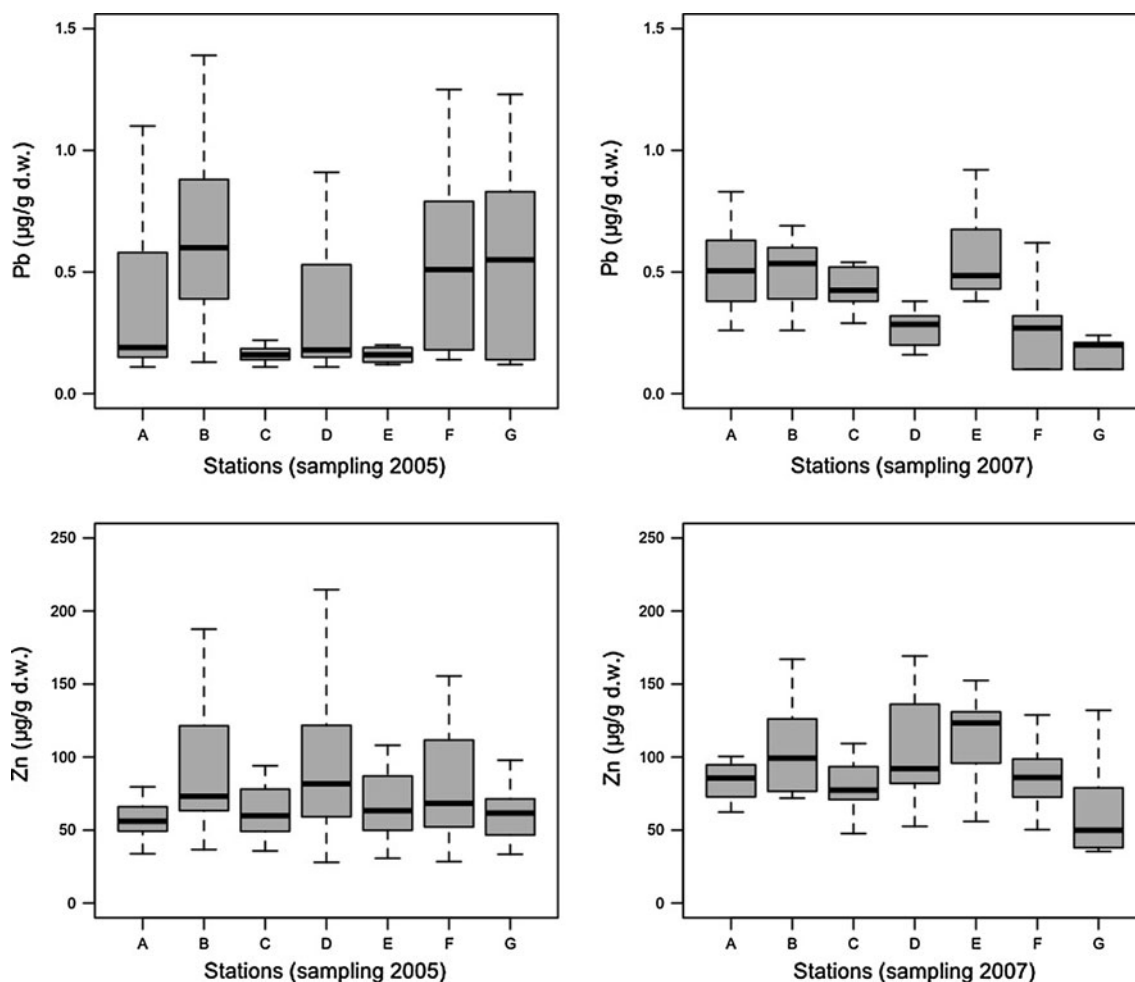 1.5
1.0
0.5
0.0
Pb (µg/g d.w.)
A B C D E F G
Stations (sampling 2005)
1.5
1.0
0.5
0.0
Pb (µg/g d.w.)
A B C D E F G
Stations (sampling 2007)
250
200
150
100
50
0
Zn (µg/g d.w.)
A B C D E F G
Stations (sampling 2005)
250
200
150
100
50
0
Zn (µg/g d.w.)
A B C D E F G
Stations (sampling 2007)